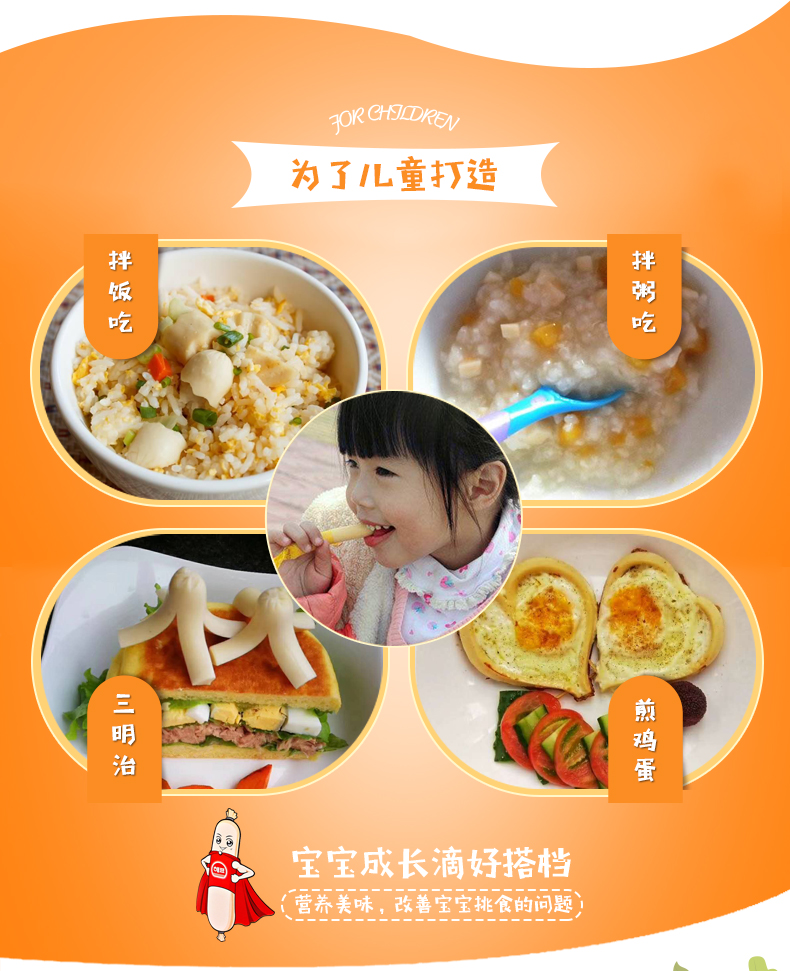 FOR CHILDREN
为了儿童打造
拌饭吃
拌粥吃
三明治
煎鸡蛋
宝宝成长滴好搭档
营养美味，改善宝宝挑食的问题